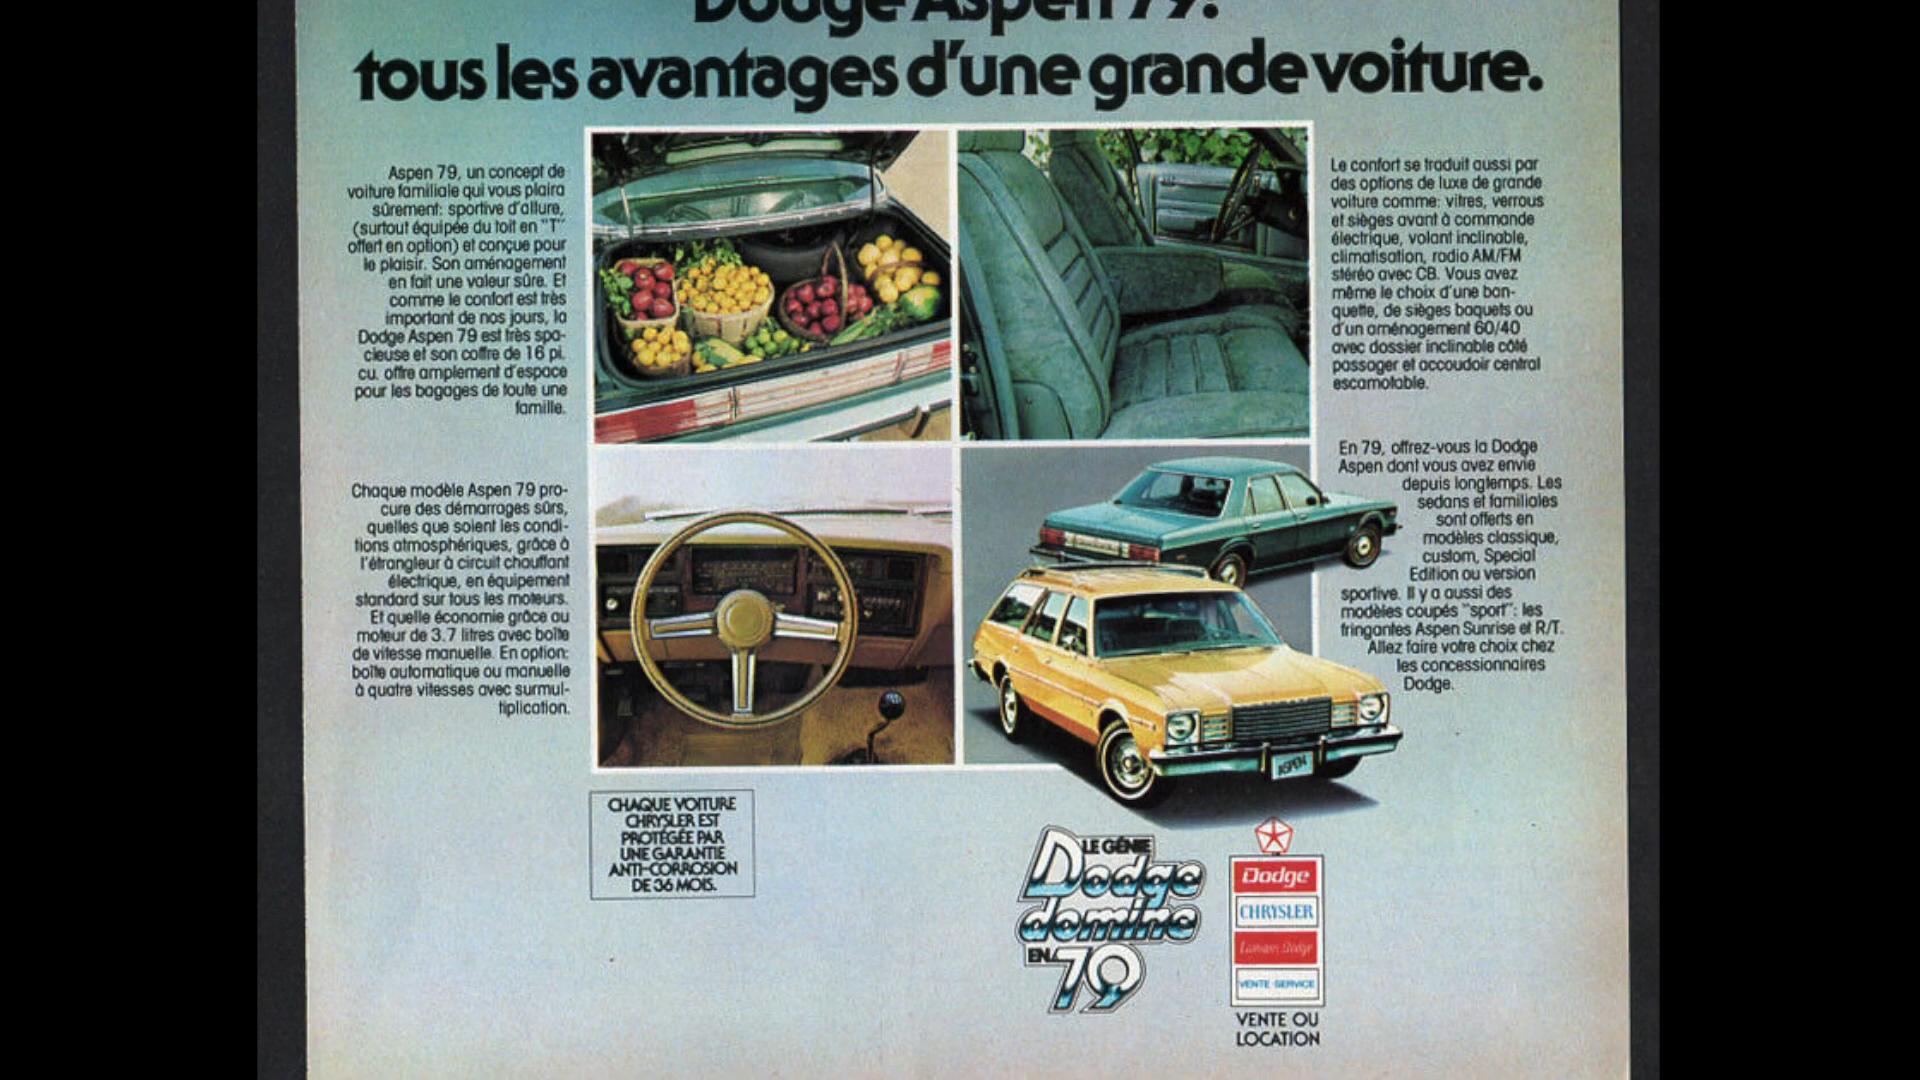 Dodge Aspen 79:
tous les avantages d'une grande voiture.
Aspen 79, un concept de
voiture familiale qui vous plaira
sûrement: sportive d'allure,
(surtout équipée du toit en "T"
offert en option) et conçue pour
le plaisir. Son aménagement
en fait une valeur sûre. Et
comme le confort est très
important de nos jours, la
Dodge Aspen 79 est très spa-
cieuse et son coffre de 16 pi.
cu. offre amplement d'espace
pour les bagages de toute une
famille.
Chaque modèle Aspen 79 pro-
cure des démarrages sûrs,
quelles que soient les condi-
tions atmosphériques, grâce à
l'étrangleur à circuit chauffant
électrique, en équipement
standard sur tous les moteurs.
Et quelle économie grâce au
moteur de 3.7 litres avec boîte
de vitesse manuelle. En option:
boîte automatique ou manuelle
à quatre vitesses avec surmul-
tiplication.
Le confort se traduit aussi par
des options de luxe de grande
voiture comme: vitres, verrous
et sièges avant à commande
électrique, volant inclinable,
climatisation, radio AM/FM
stéréo avec CB. Vous avez
même le choix d'une ban-
quette, de sièges baquets ou
d'un aménagement 60/40
avec dossier inclinable côté
passager et accoudoir central
escamotable.
En 79, offrez-vous la Dodge
Aspen dont vous avez envie
depuis longtemps. Les
sedans et familiales
sont offerts en
modèles classique,
custom, Special
Edition ou version
sportive. Il y a aussi des
modèles coupés "sport": les
fringantes Aspen Sunrise et R/T.
Allez faire votre choix chez
les concessionnaires
Dodge.
ASPEN
CHAQUE VOITURE
CHRYSLER EST
PROTÉGÉE PAR
UNE GARANTIE
ANTI-CORROSION
DE 36 MOIS.
LE GÉNIE
Dodge
domine
EN 79
Dodge
CHRYSLER
Camions Dodge
VENTE-SERVICE
VENTE OU
LOCATION